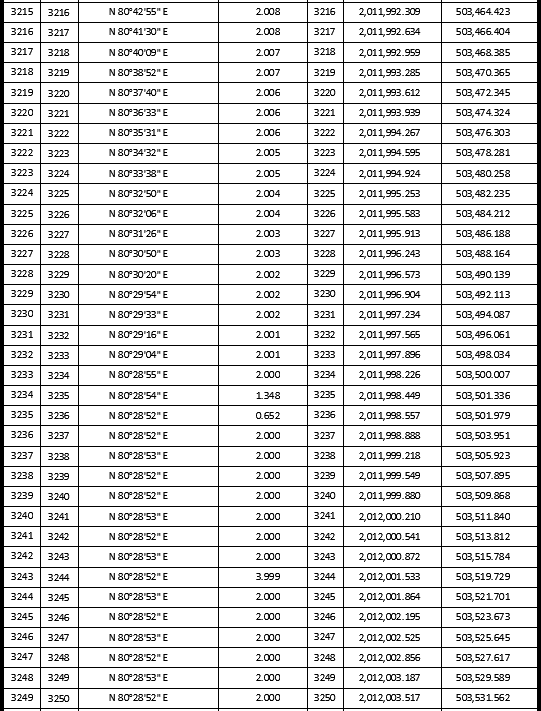 3215 3216 N 80°42'55" E 2.008 3216 2,011,992.309 503,464.423
3216 3217 N 80°41'30" E 2.008 3217 2,011,992.634 503,466.404
3217 3218 N 80°40'09" E 2.007 3218 2,011,992.959 503,468.385
3218 3219 N 80°38'52" E 2.007 3219 2,011,993.285 503,470.365
3219 3220 N 80°37'40" E 2.006 3220 2,011,993.612 503,472.345
3220 3221 N 80°36'33" E 2.006 3221 2,011,993.939 503,474.324
3221 3222 N 80°35'31" E 2.006 3222 2,011,994.267 503,476.303
3222 3223 N 80°34'32" E 2.005 3223 2,011,994.595 503,478.281
3223 3224 N 80°33'38" E 2.005 3224 2,011,994.924 503,480.258
3224 3225 N 80°32'50" E 2.004 3225 2,011,995.253 503,482.235
3225 3226 N 80°32'06" E 2.004 3226 2,011,995.583 503,484.212
3226 3227 N 80°31'26" E 2.003 3227 2,011,995.913 503,486.188
3227 3228 N 80°30'50" E 2.003 3228 2,011,996.243 503,488.164
3228 3229 N 80°30'20" E 2.002 3229 2,011,996.573 503,490.139
3229 3230 N 80°29'54" E 2.002 3230 2,011,996.904 503,492.113
3230 3231 N 80°29'33" E 2.002 3231 2,011,997.234 503,494.087
3231 3232 N 80°29'16" E 2.001 3232 2,011,997.565 503,496.061
3232 3233 N 80°29'04" E 2.001 3233 2,011,997.896 503,498.034
3233 3234 N 80°28'55" E 2.000 3234 2,011,998.226 503,500.007
3234 3235 N 80°28'54" E 1.348 3235 2,011,998.449 503,501.336
3235 3236 N 80°28'52" E 0.652 3236 2,011,998.557 503,501.979
3236 3237 N 80°28'52" E 2.000 3237 2,011,998.888 503,503.951
3237 3238 N 80°28'53" E 2.000 3238 2,011,999.218 503,505.923
3238 3239 N 80°28'52" E 2.000 3239 2,011,999.549 503,507.895
3239 3240 N 80°28'52" E 2.000 3240 2,011,999.880 503,509.868
3240 3241 N 80°28'53" E 2.000 3241 2,012,000.210 503,511.840
3241 3242 N 80°28'52" E 2.000 3242 2,012,000.541 503,513.812
3242 3243 N 80°28'53" E 2.000 3243 2,012,000.872 503,515.784
3243 3244 N 80°28'52" E 3.999 3244 2,012,001.533 503,519.729
3244 3245 N 80°28'53" E 2.000 3245 2,012,001.864 503,521.701
3245 3246 N 80°28'52" E 2.000 3246 2,012,002.195 503,523.673
3246 3247 N 80°28'53" E 2.000 3247 2,012,002.525 503,525.645
3247 3248 N 80°28'52" E 2.000 3248 2,012,002.856 503,527.617
3248 3249 N 80°28'53" E 2.000 3249 2,012,003.187 503,529.589
3249 3250 N 80°28'52" E 2.000 3250 2,012,003.517 503,531.562